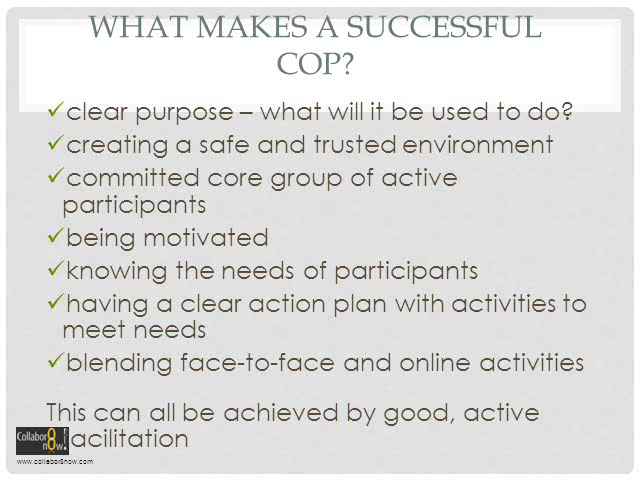 WHAT MAKES A SUCCESSFUL
COP?
✓clear purpose – what will it be used to do?
✓creating a safe and trusted environment
✓committed core group of active
participants
✓being motivated
✓knowing the needs of participants
✓having a clear action plan with activities to
meet needs
✓blending face-to-face and online activities
This can all be achieved by good, active
acilitation
Collabor8
now!
www.collabor8now.com